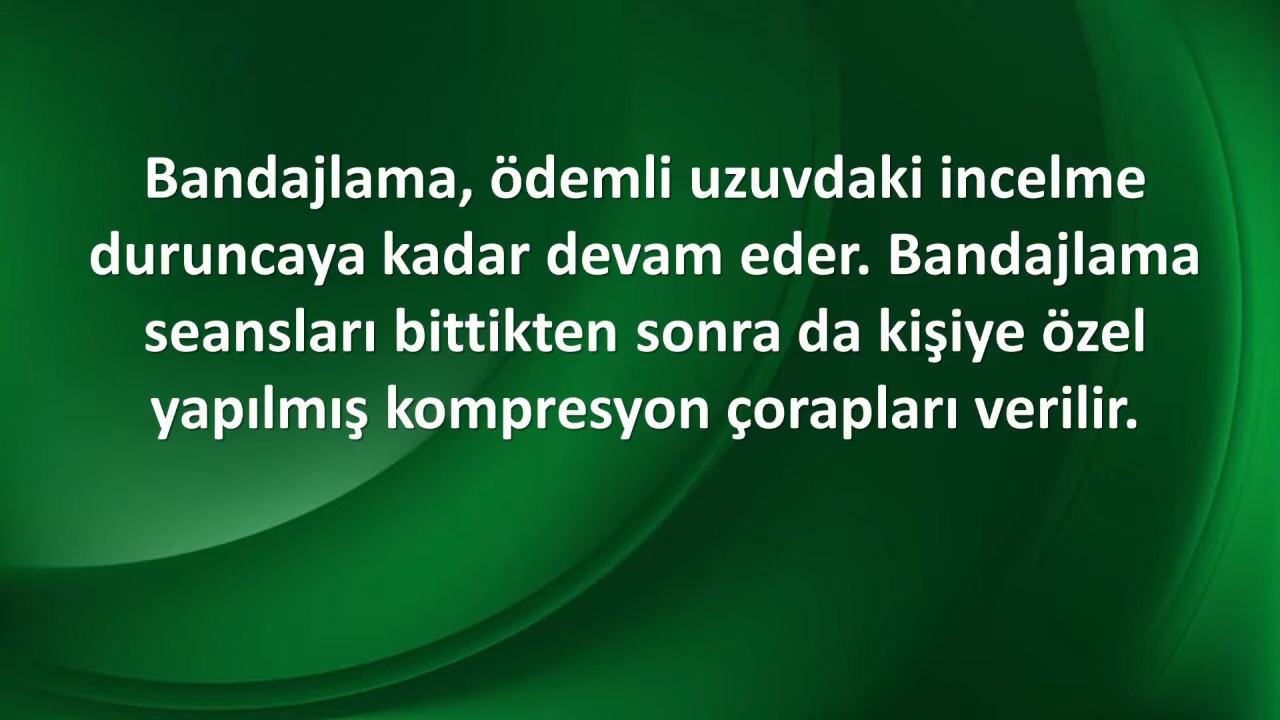 Bandajlama, ödemli uzuvdaki incelme
duruncaya kadar devam eder. Bandajlama
seansları bittikten sonra da kişiye özel
yapılmış kompresyon çorapları verilir.